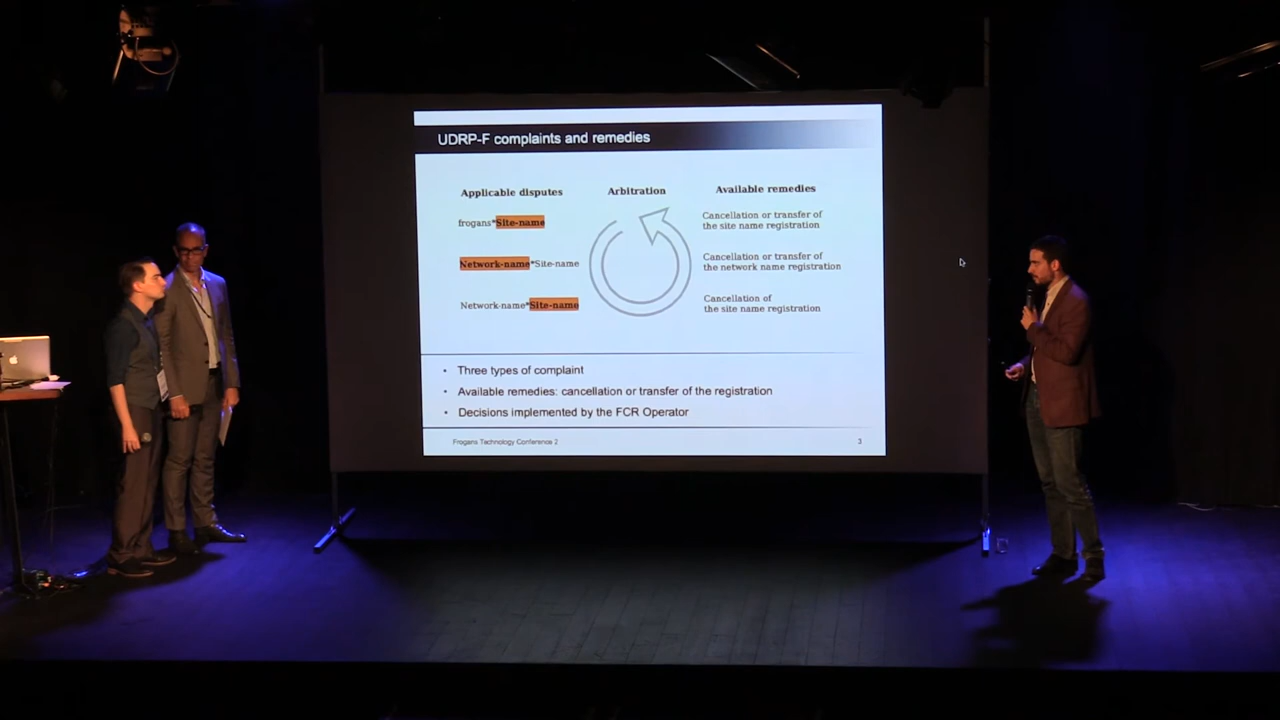 UDRP-F complaints and remedies
Applicable disputes
Arbitration
Available remedies
frogans*Site-name
Cancellation or transfer of
the site name registration
Network-name*Site-name
Cancellation or transfer of
the network name registration
Network-name*Site-name
Cancellation of
the site name registration
• Three types of complaint
• Available remedies: cancellation or transfer of the registration
• Decisions implemented by the FCR Operator
Frogans Technology Conference 2
3